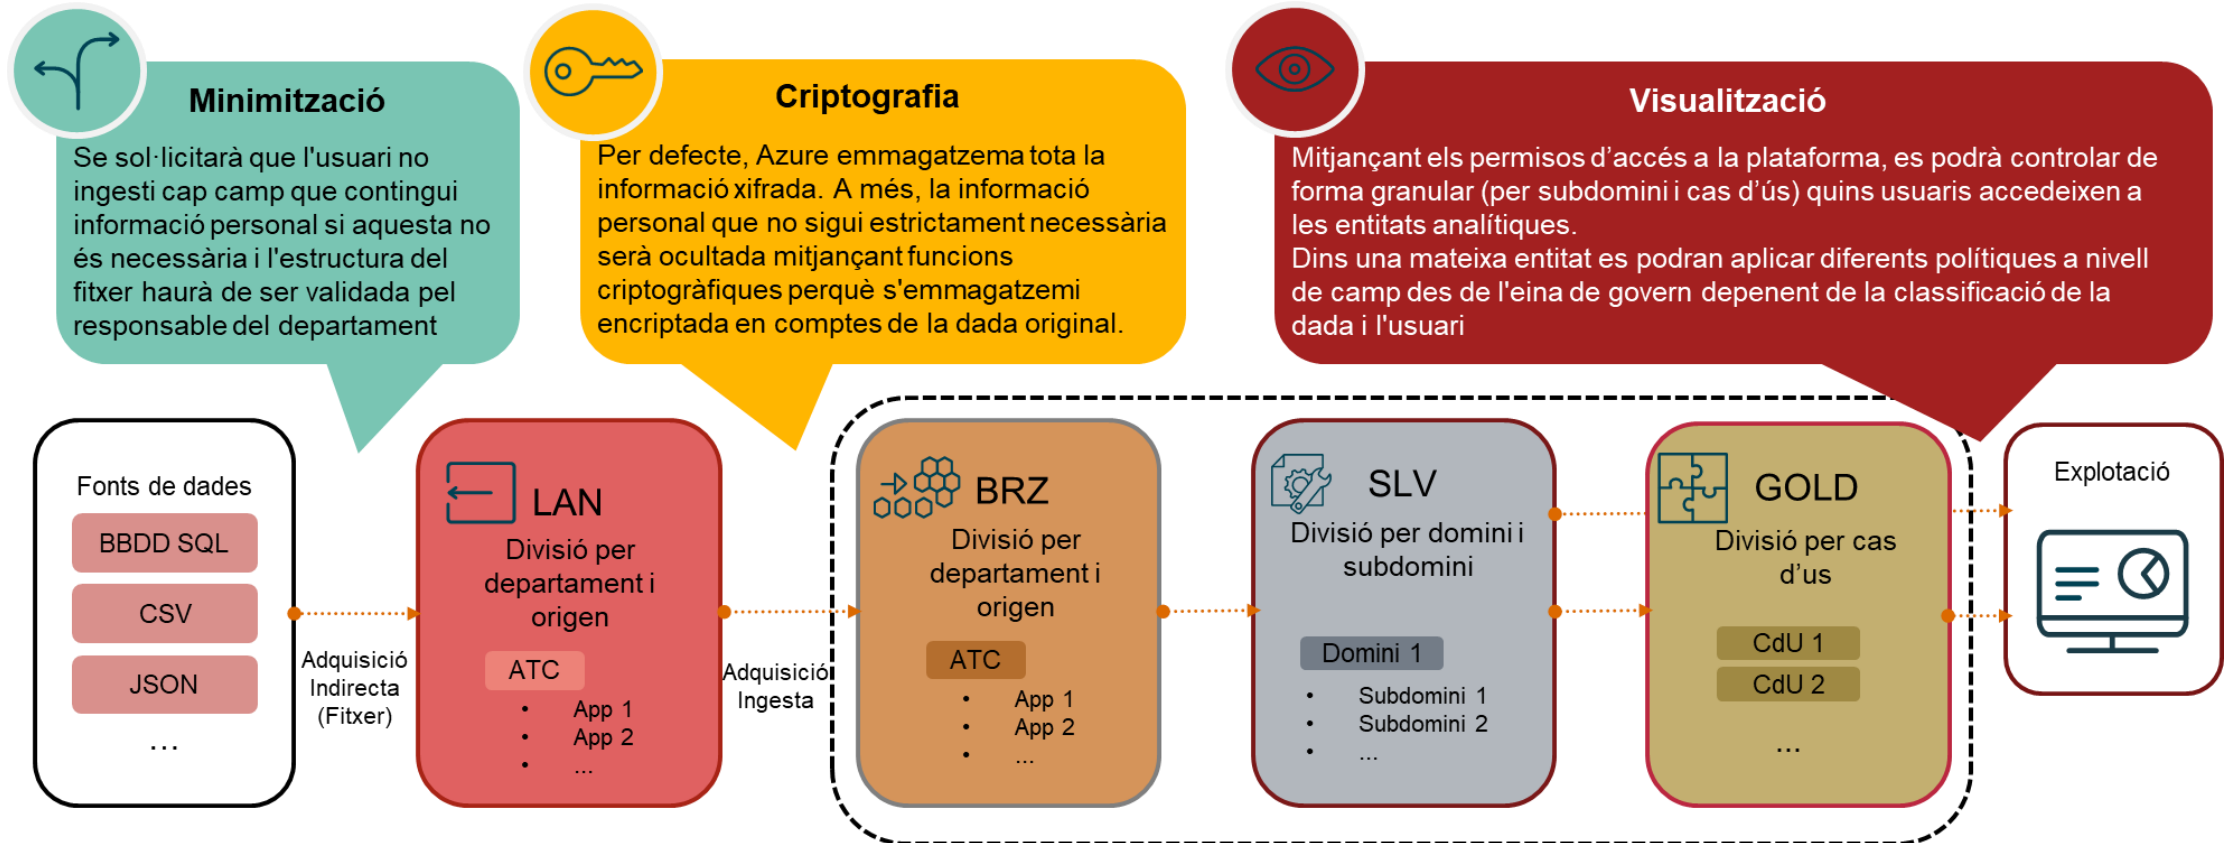 Minimització
Se sol·licitarà que l'usuari no
ingesti cap camp que contingui
informació personal si aquesta no
és necessària i l'estructura del
fitxer haurà de ser validada pel
responsable del departament
Criptografia
Per defecte, Azure emmagatzema tota la
informació xifrada. A més, la informació
personal que no sigui estrictament necessària
serà ocultada mitjançant funcions
criptogràfiques perquè s'emmagatzemi
encriptada en comptes de la dada original.
Visualització
Mitjançant els permisos d’accés a la plataforma, es podrà controlar de
forma granular (per subdomini i cas d’ús) quins usuaris accedeixen a
les entitats analítiques.
Dins una mateixa entitat es podran aplicar diferents polítiques a nivell
de camp des de l'eina de govern depenent de la classificació de la
dada i l'usuari
Fonts de dades
BBDD SQL
CSV
JSON
...
Adquisició
Indirecta
(Fitxer)
LAN
Divisió per
departament i
origen
ATC
• App 1
• App 2
• ...
Adquisició
Ingesta
BRZ
Divisió per
departament i
origen
ATC
• App 1
• App 2
• ...
SLV
Divisió per domini i
subdomini
Domini 1
• Subdomini 1
• Subdomini 2
• ...
GOLD
Divisió per cas
d’us
CdU 1
CdU 2
...
Explotació